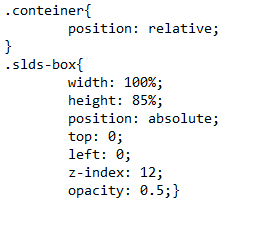 .conteiner{
        position: relative;
}
.slds-box{
        width: 100%;
        height: 85%;
        position: absolute;
        top: 0;
        left: 0;
        z-index: 12;
        opacity: 0.5;}